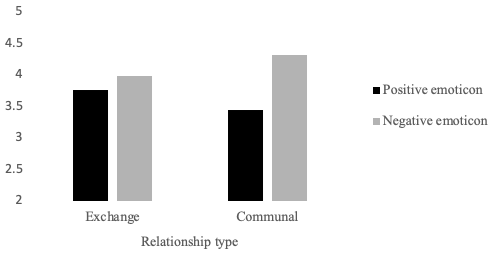 5
4.5
4
3.5
3
2.5
2
Positive emoticon
Negative emoticon
Exchange
Communal
Relationship type